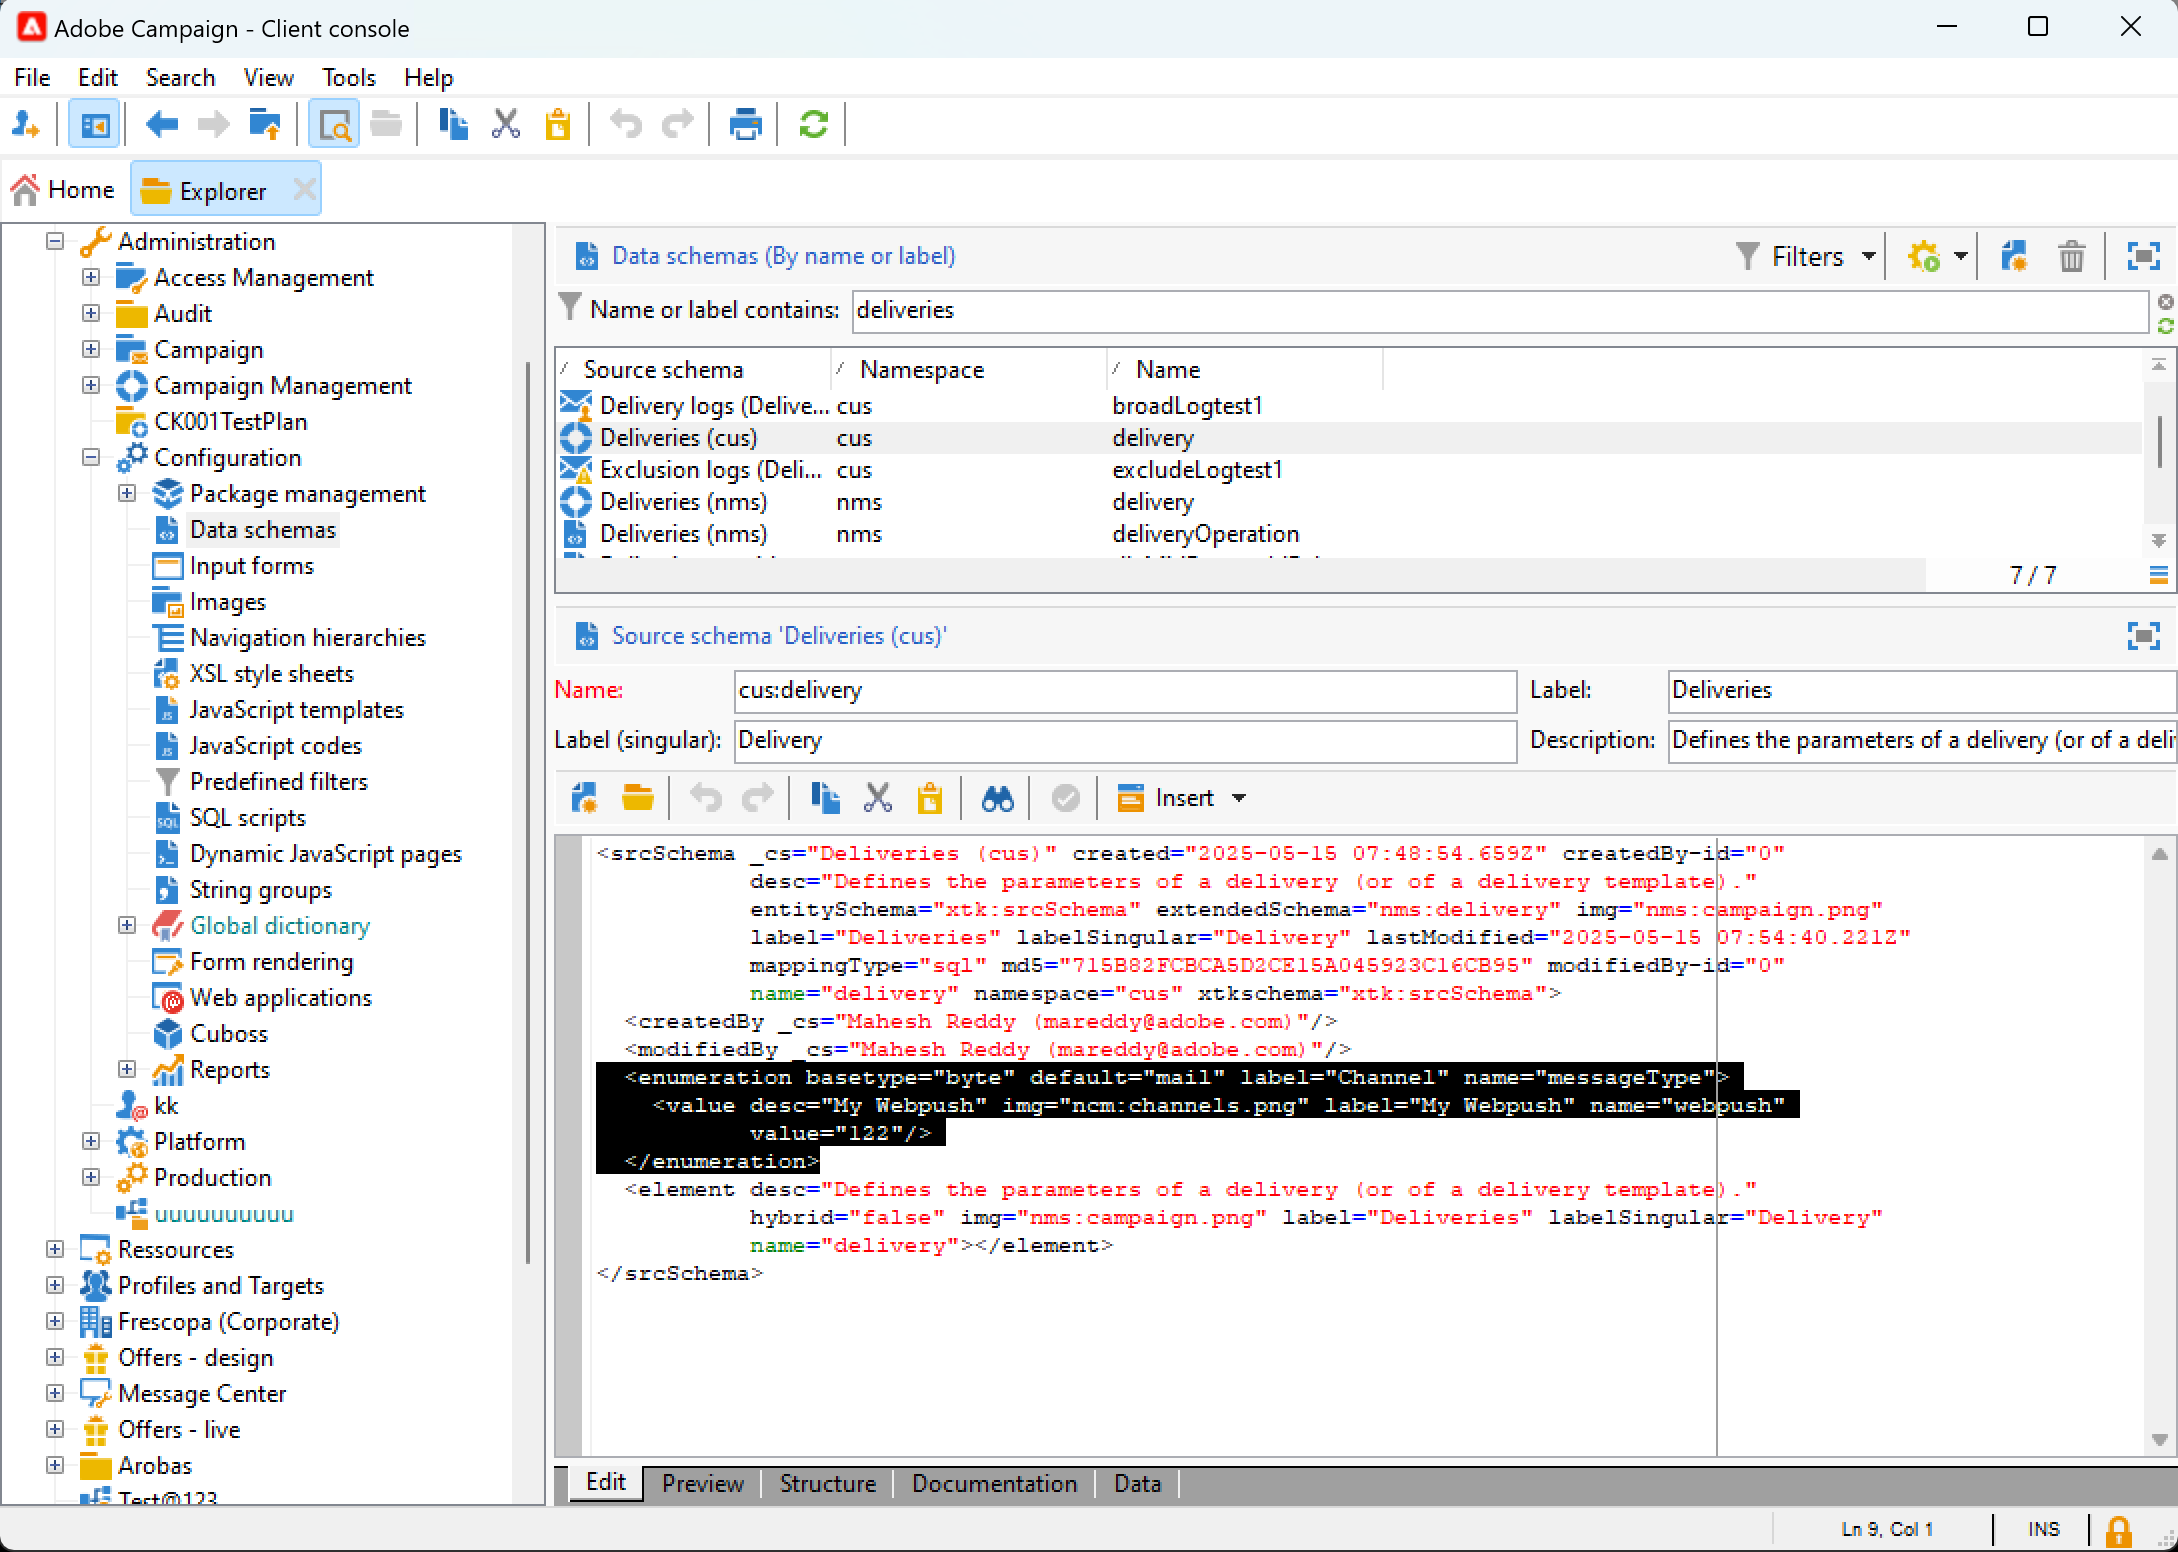 Adobe Campaign - Client console
File Edit Search View Tools Help
Home Explorer
Administration
Access Management
Audit
Campaign
Campaign Management
CK001TestPlan
Configuration
Package management
Data schemas
Input forms
Images
Navigation hierarchies
XSL style sheets
JavaScript templates
JavaScript codes
Predefined filters
SQL scripts
Dynamic JavaScript pages
String groups
Global dictionary
Form rendering
Web applications
Cuboss
Reports
kk
Platform
Production
uuuuuuuuuu
Ressources
Profiles and Targets
Frescopa (Corporate)
Offers - design
Message Center
Offers - live
Arobas
Test@123
Data schemas (By name or label) Filters
Name or label contains: deliveries
Source schema Namespace Name
Delivery logs (Delive... cus broadLogtest1
Deliveries (cus) cus delivery
Exclusion logs (Deli... cus excludeLogtest1
Deliveries (nms) nms delivery
Deliveries (nms) nms deliveryOperation
7 / 7
Source schema 'Deliveries (cus)'
Name: cus:delivery Label: Deliveries
Label (singular): Delivery Description: Defines the parameters of a delivery (or of a deli
Insert
<srcSchema _cs="Deliveries (cus)" created="2025-05-15 07:48:54.659Z" createdBy-id="0"
desc="Defines the parameters of a delivery (or of a delivery template)."
entitySchema="xtk:srcSchema" extendedSchema="nms:delivery" img="nms:campaign.png"
label="Deliveries" labelSingular="Delivery" lastModified="2025-05-15 07:54:40.221Z"
mappingType="sql" md5="715B82FCBCA5D2CE15A045923C16CB95" modifiedBy-id="0"
name="delivery" namespace="cus" xtkschema="xtk:srcSchema">
<createdBy _cs="Mahesh Reddy (mareddy@adobe.com)"/>
<modifiedBy _cs="Mahesh Reddy (mareddy@adobe.com)"/>
<enumeration basetype="byte" default="mail" label="Channel" name="messageType">
<value desc="My Webpush" img="ncm:channels.png" label="My Webpush" name="webpush"
value="122"/>
</enumeration>
<element desc="Defines the parameters of a delivery (or of a delivery template)."
hybrid="false" img="nms:campaign.png" label="Deliveries" labelSingular="Delivery"
name="delivery"></element>
</srcSchema>
Edit Preview Structure Documentation Data
Ln 9, Col 1 INS